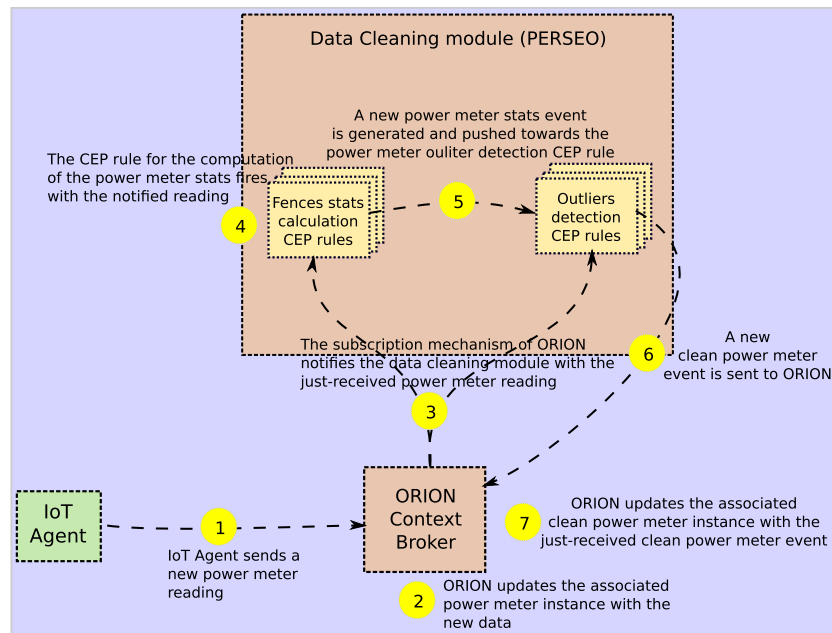 Data Cleaning module (PERSEO)
A new power meter stats event
is generated and pushed towards the
power meter ouliter detection CEP rule
The CEP rule for the computation
of the power meter stats fires
with the notified reading
4
Fences stats
calculation
CEP rules
5
Outliers
detection
CEP rules
The subscription mechanism of ORION
notifies the data cleaning module with the
just-received power meter reading
6
A new
clean power meter
event is sent to ORION
3
IoT
Agent
1
IoT Agent sends a
new power meter
reading
ORION
Context
Broker
7
ORION updates the associated
clean power meter instance with the
just-received clean power meter event
2
ORION updates the associated
power meter instance with the
new data